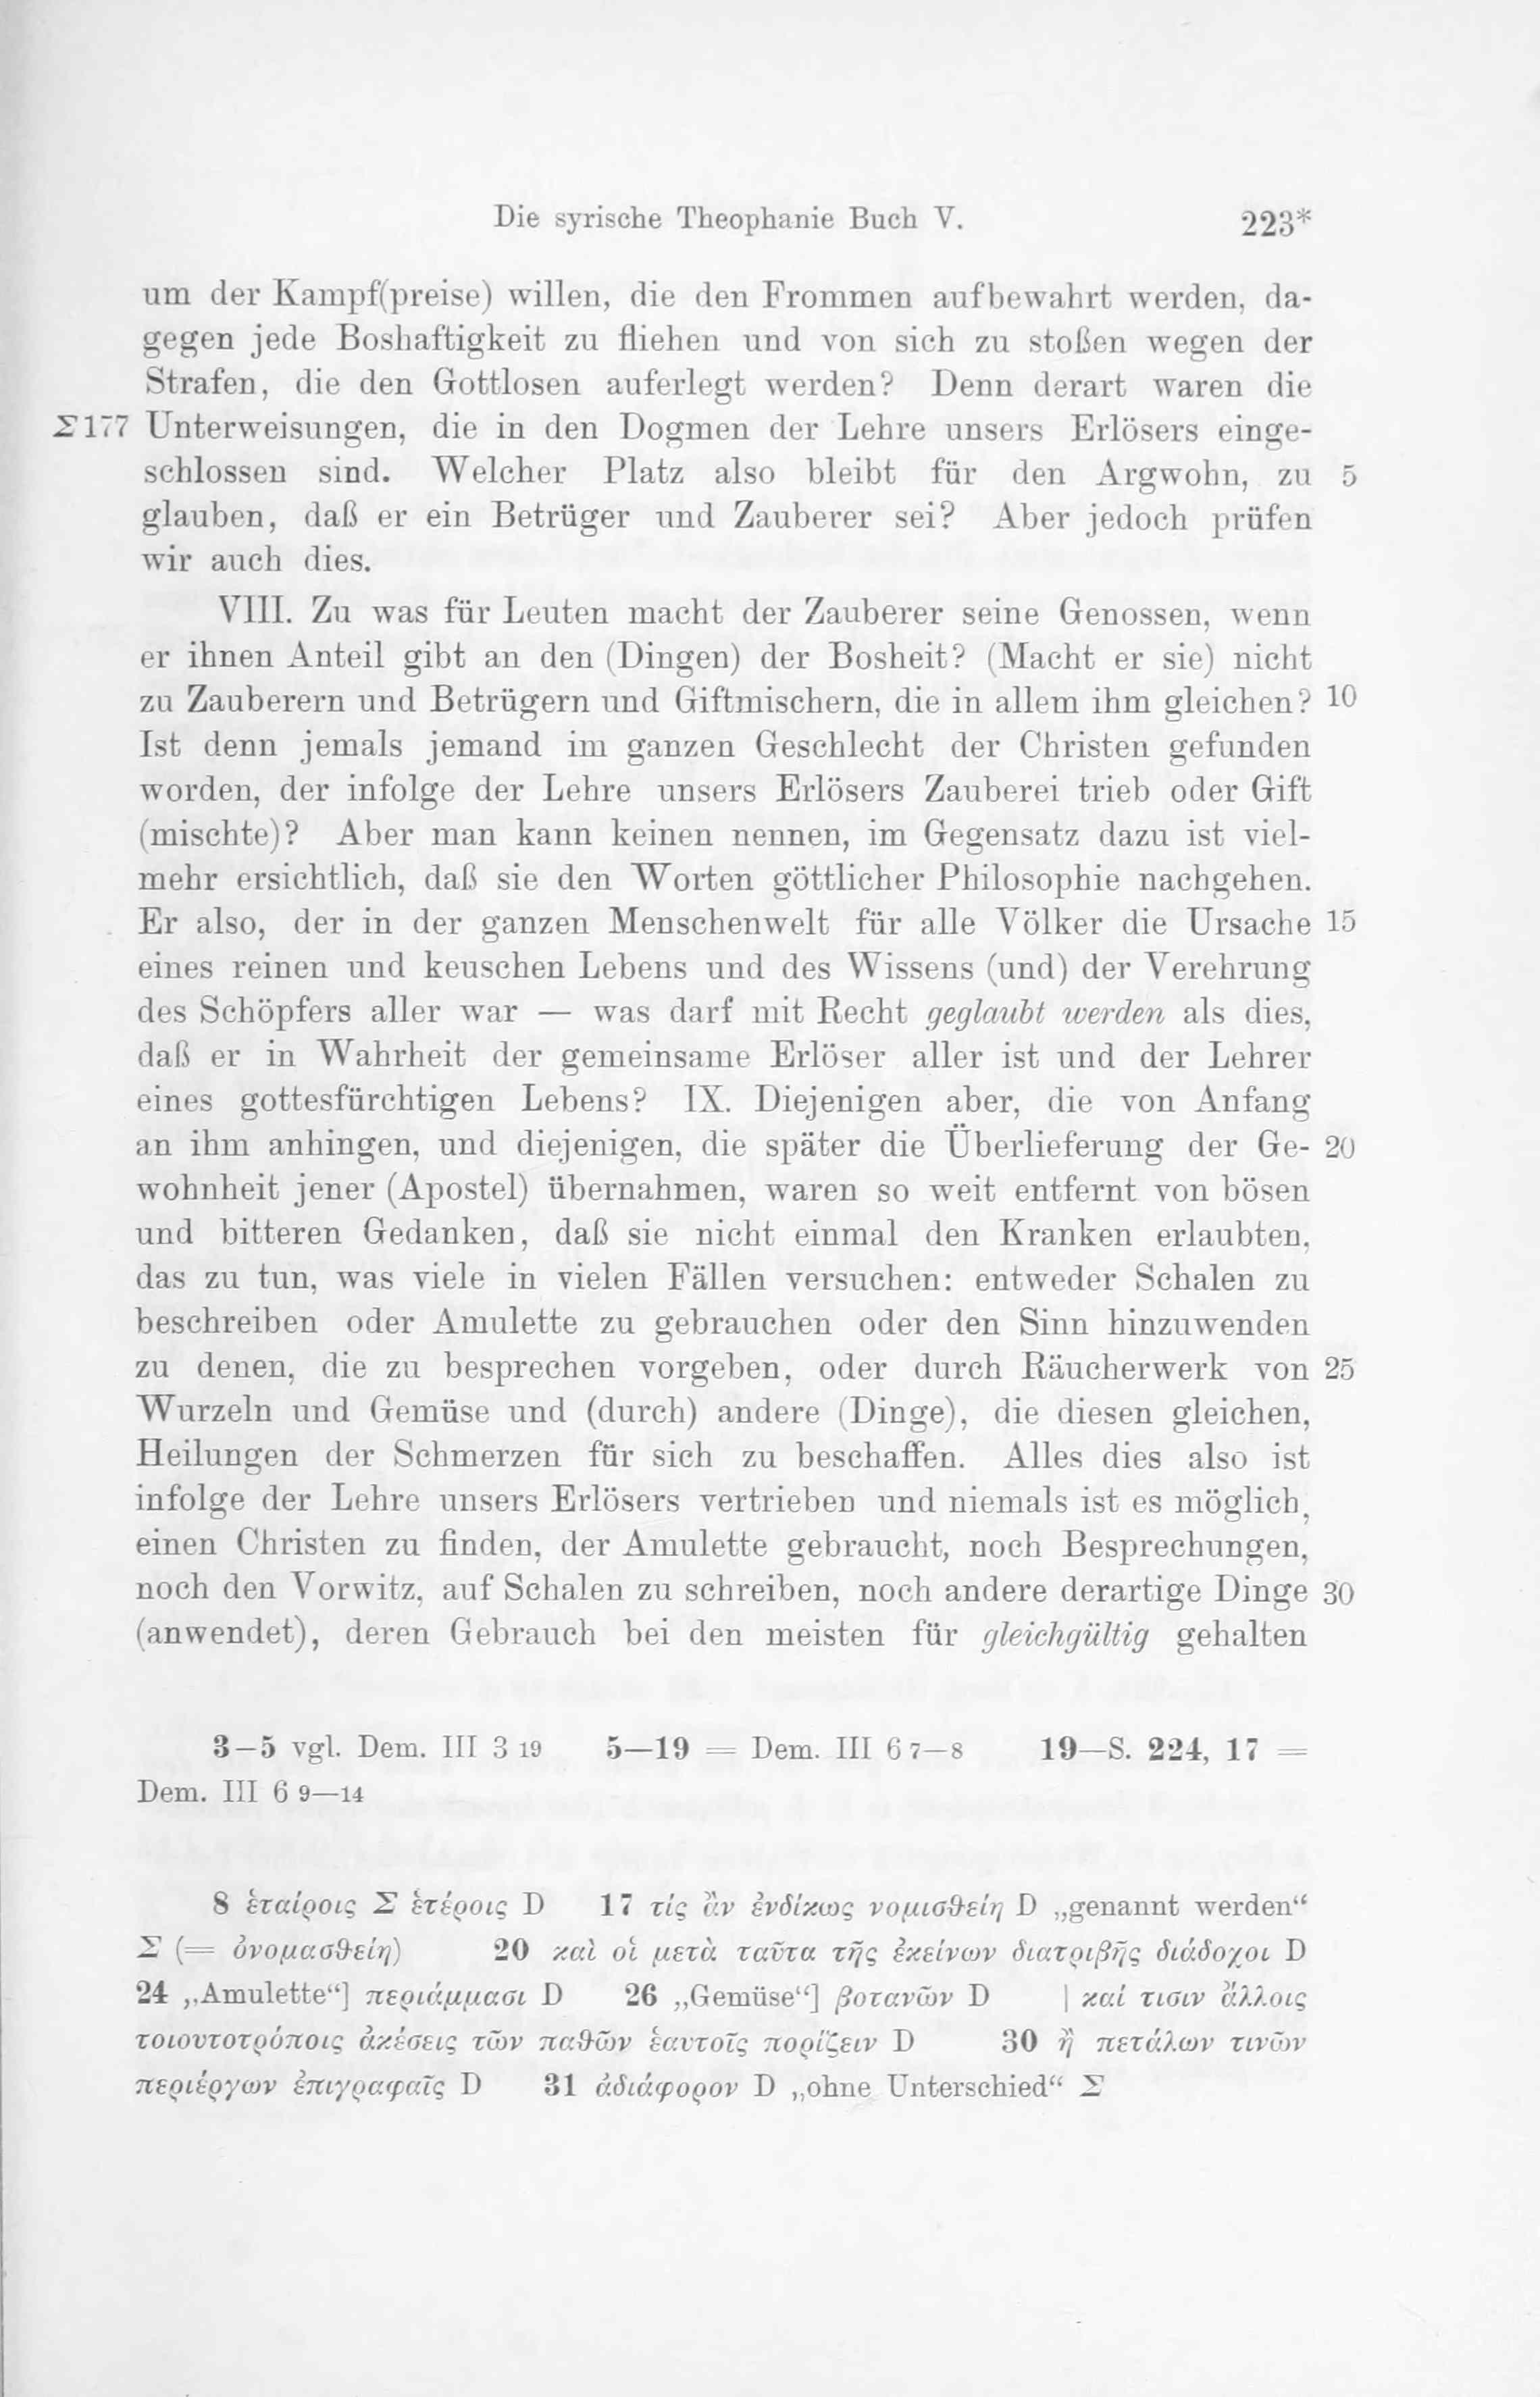 Die syrische Theophanie Buch V. 223*
um der Kampf(preise) willen, die den Frommen aufbewahrt werden, da-
gegen jede Boshaftigkeit zu fliehen und von sich zu stoßen wegen der
Strafen, die den Gottlosen auferlegt werden? Denn derart waren die
Σ177 Unterweisungen, die in den Dogmen der Lehre unsers Erlösers einge-
schlossen sind. Welcher Platz also bleibt für den Argwohn, zu 5
glauben, daß er ein Betrüger und Zauberer sei? Aber jedoch prüfen
wir auch dies.
VIII. Zu was für Leuten macht der Zauberer seine Genossen, wenn
er ihnen Anteil gibt an den (Dingen) der Bosheit? (Macht er sie) nicht
zu Zauberern und Betrügern und Giftmischern, die in allem ihm gleichen? 10
Ist denn jemals jemand im ganzen Geschlecht der Christen gefunden
worden, der infolge der Lehre unsers Erlösers Zauberei trieb oder Gift
(mischte)? Aber man kann keinen nennen, im Gegensatz dazu ist viel-
mehr ersichtlich, daß sie den Worten göttlicher Philosophie nachgehen.
Er also, der in der ganzen Menschenwelt für alle Völker die Ursache 15
eines reinen und keuschen Lebens und des Wissens (und) der Verehrung
des Schöpfers aller war — was darf mit Recht geglaubt werden als dies,
daß er in Wahrheit der gemeinsame Erlöser aller ist und der Lehrer
eines gottesfürchtigen Lebens? IX. Diejenigen aber, die von Anfang
an ihm anhingen, und diejenigen, die später die Überlieferung der Ge- 20
wohnheit jener (Apostel) übernahmen, waren so weit entfernt von bösen
und bitteren Gedanken, daß sie nicht einmal den Kranken erlaubten,
das zu tun, was viele in vielen Fällen versuchen: entweder Schalen zu
beschreiben oder Amulette zu gebrauchen oder den Sinn hinzuwenden
zu denen, die zu besprechen vorgeben, oder durch Räucherwerk von 25
Wurzeln und Gemüse und (durch) andere (Dinge), die diesen gleichen,
Heilungen der Schmerzen für sich zu beschaffen. Alles dies also ist
infolge der Lehre unsers Erlösers vertrieben und niemals ist es möglich,
einen Christen zu finden, der Amulette gebraucht, noch Besprechungen,
noch den Vorwitz, auf Schalen zu schreiben, noch andere derartige Dinge 30
(anwendet), deren Gebrauch bei den meisten für gleichgültig gehalten
3—5 vgl. Dem. III 3 19 5—19 = Dem. III 6 7—8 19—S. 224, 17 =
Dem. III 6 9—14
8 ἑταίροις Σ ἑτέροις D 17 τίς ἂν ἐνδίκως νομισθείη D „genannt werden“
Σ (= ὀνομασθείη) 20 καὶ οἱ μετὰ ταῦτα τῆς ἐκείνων διατριβῆς διάδοχοι D
24 „Amulette“] περιάμμασι D 26 „Gemüse“] βοτανῶν D | καί τισιν ἄλλοις
τοιουτοτρόποις ἀκέσεις τῶν παθῶν ἑαυτοῖς πορίζειν D 30 ἢ πετάλων τινῶν
περιέργων ἐπιγραφαῖς D 31 ἀδιάφορον D „ohne Unterschied“ Σ